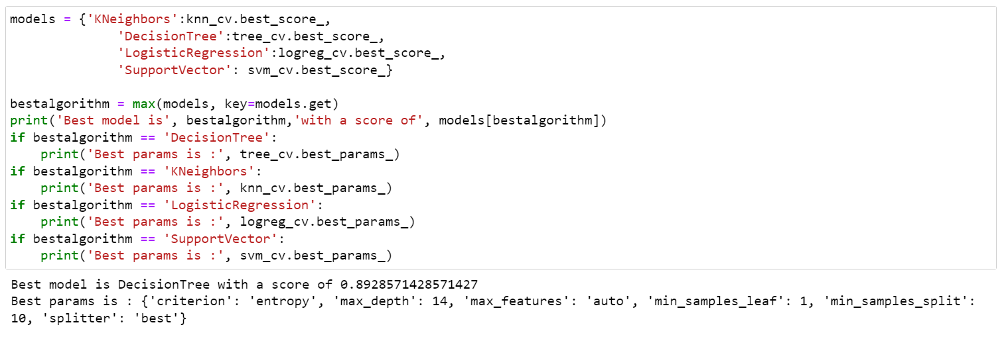 models = {'KNeighbors':knn_cv.best_score_,
              'DecisionTree':tree_cv.best_score_,
              'LogisticRegression':logreg_cv.best_score_,
              'SupportVector': svm_cv.best_score_}

bestalgorithm = max(models, key=models.get)
print('Best model is', bestalgorithm,'with a score of', models[bestalgorithm])
if bestalgorithm == 'DecisionTree':
    print('Best params is :', tree_cv.best_params_)
if bestalgorithm == 'KNeighbors':
    print('Best params is :', knn_cv.best_params_)
if bestalgorithm == 'LogisticRegression':
    print('Best params is :', logreg_cv.best_params_)
if bestalgorithm == 'SupportVector':
    print('Best params is :', svm_cv.best_params_)
Best model is DecisionTree with a score of 0.8928571428571427
Best params is : {'criterion': 'entropy', 'max_depth': 14, 'max_features': 'auto', 'min_samples_leaf': 1, 'min_samples_split':
10, 'splitter': 'best'}